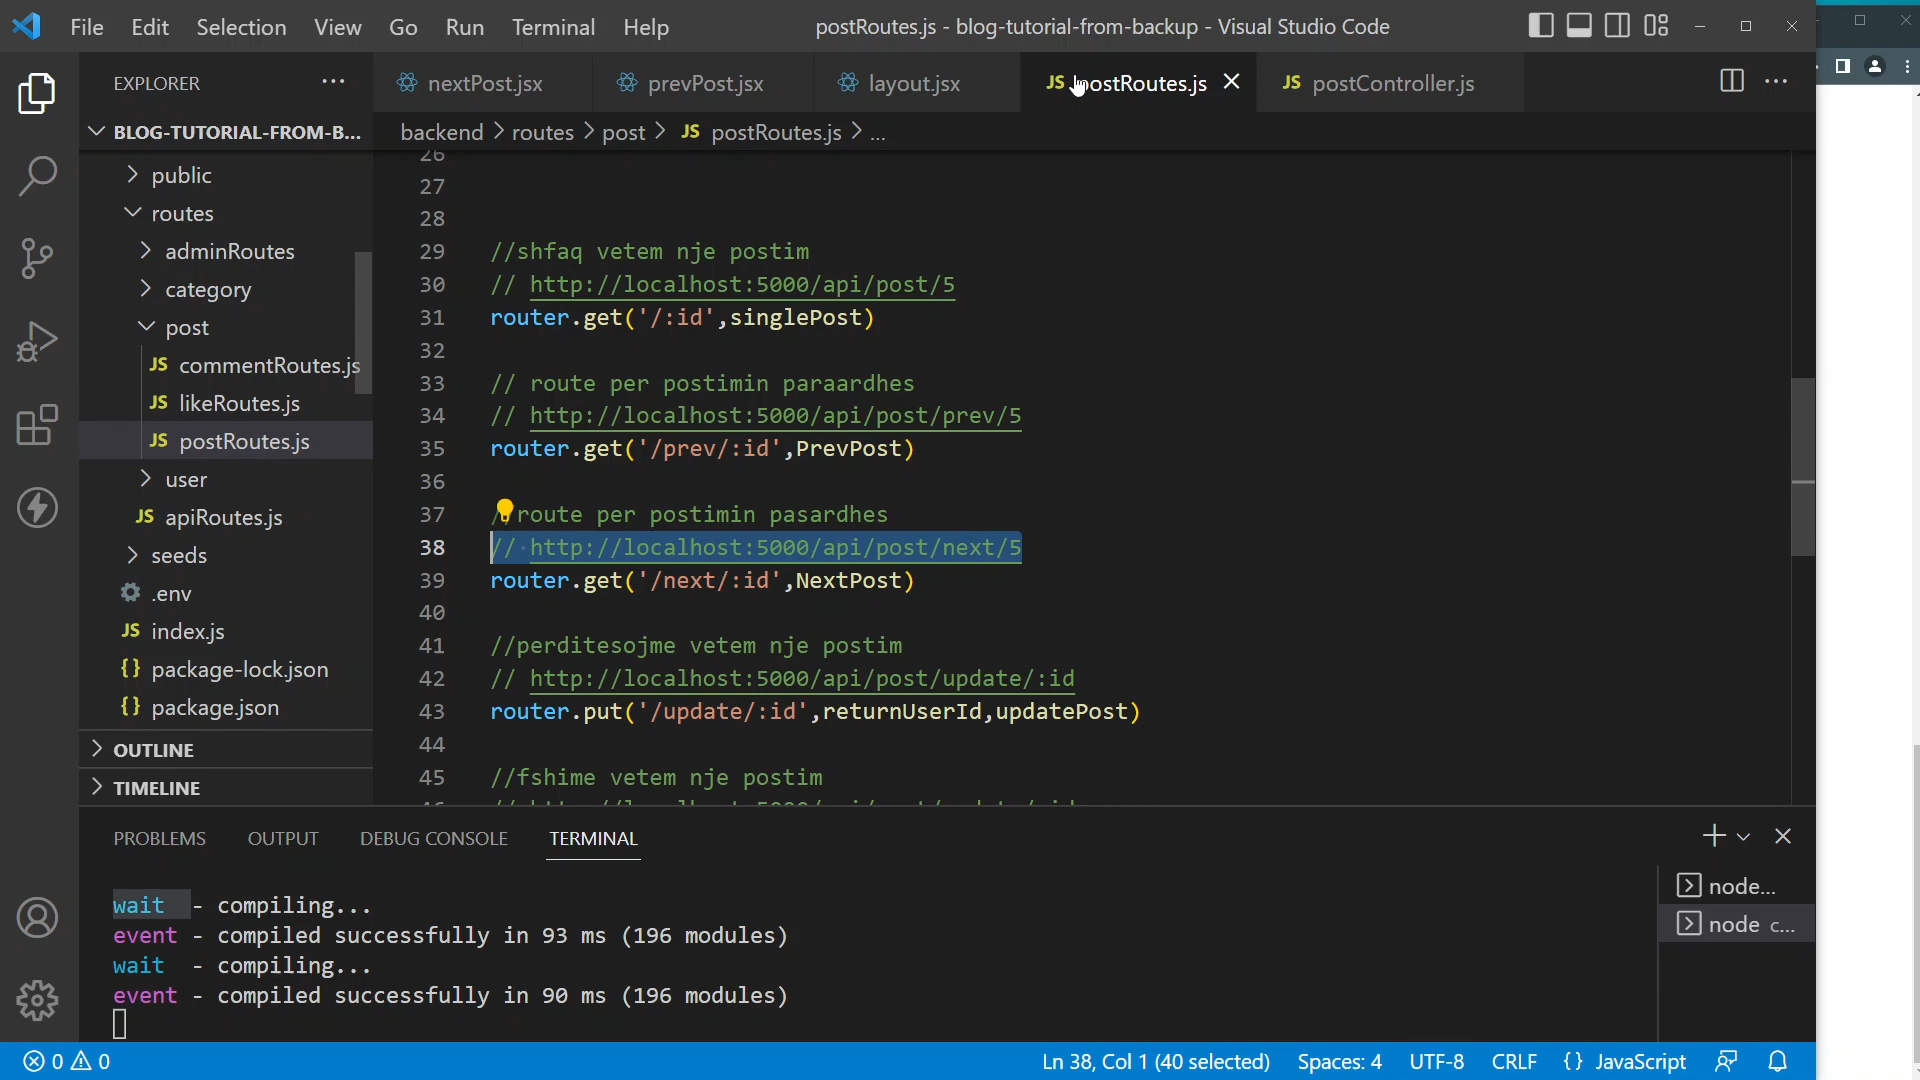 File Edit Selection View Go Run Terminal Help
postRoutes.js - blog-tutorial-from-backup - Visual Studio Code
EXPLORER
nextPost.jsx
prevPost.jsx
layout.jsx
JS postRoutes.js
JS postController.js
BLOG-TUTORIAL-FROM-B...
backend > routes > post > JS postRoutes.js > ...
public
routes
adminRoutes
category
post
JS commentRoutes.js
JS likeRoutes.js
JS postRoutes.js
user
JS apiRoutes.js
seeds
.env
JS index.js
{} package-lock.json
{} package.json
OUTLINE
TIMELINE
26
27
28
29 //shfaq vetem nje postim
30 // http://localhost:5000/api/post/5
31 router.get('/:id',singlePost)
32
33 // route per postimin paraardhes
34 // http://localhost:5000/api/post/prev/5
35 router.get('/prev/:id',PrevPost)
36
37 //route per postimin pasardhes
38 // http://localhost:5000/api/post/next/5
39 router.get('/next/:id',NextPost)
40
41 //perditesojme vetem nje postim
42 // http://localhost:5000/api/post/update/:id
43 router.put('/update/:id',returnUserId,updatePost)
44
45 //fshime vetem nje postim
PROBLEMS OUTPUT DEBUG CONSOLE TERMINAL
wait - compiling...
event - compiled successfully in 93 ms (196 modules)
wait - compiling...
event - compiled successfully in 90 ms (196 modules)
node...
node c...
0 0
Ln 38, Col 1 (40 selected) Spaces: 4 UTF-8 CRLF {} JavaScript